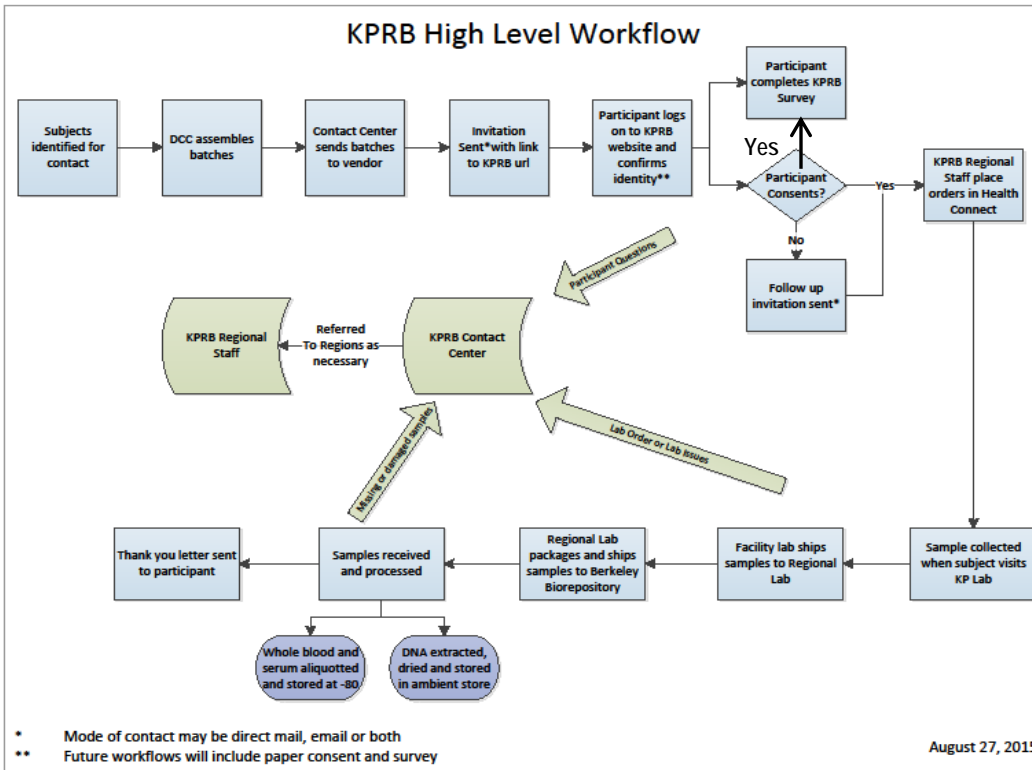 KPRB High Level Workflow
Subjects
identified for
contact
DCC assembles
batches
Contact Center
sends batches
to vendor
Invitation
Sent*with link
to KPRB url
Participant logs
on to KPRB
website and
confirms
identity**
Participant
completes KPRB
Survey
Yes
Participant
Consents?
Yes
KPRB Regional
Staff place
orders in Health
Connect
No
Follow up
invitation sent*
Participant Questions
KPRB Regional
Staff
Referred
To Regions as
necessary
KPRB Contact
Center
Missing or damaged samples
Lab Order or Lab Issues
Thank you letter sent
to participant
Samples received
and processed
Regional Lab
packages and ships
samples to Berkeley
Biorepository
Facility lab ships
samples to Regional
Lab
Sample collected
when subject visits
KP Lab
Whole blood and
serum aliquotted
and stored at -80
DNA extracted,
dried and stored
in ambient store
* Mode of contact may be direct mail, email or both
** Future workflows will include paper consent and survey
August 27, 2015